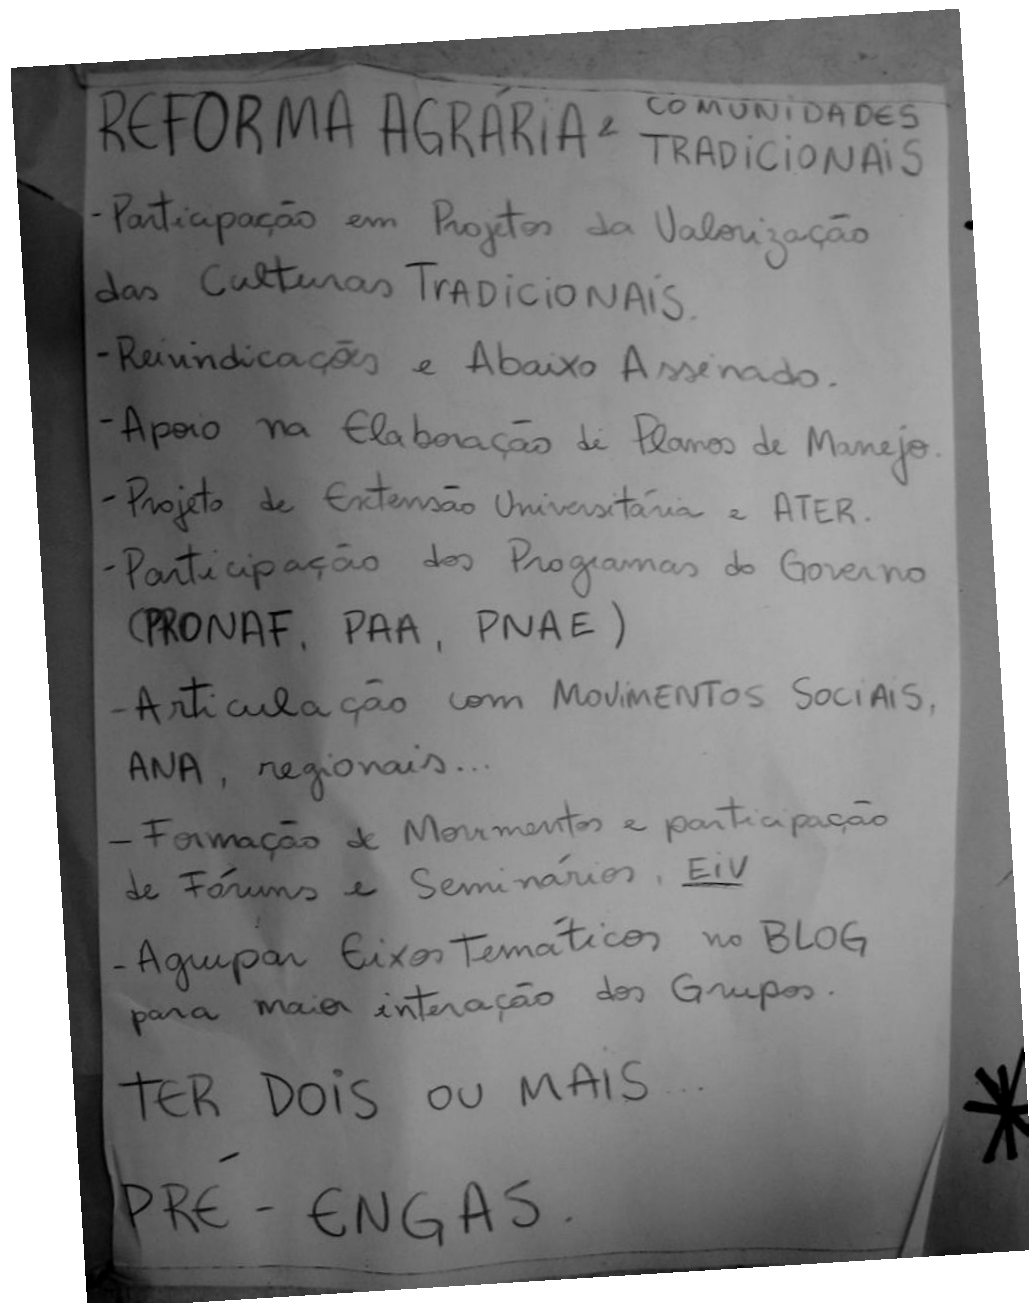 REFORMA AGRÁRIA e COMUNIDADES
TRADICIONAIS
- Participação em Projetos da Valorização
das Culturas TRADICIONAIS.
- Reivindicações e Abaixo Assinado.
- Apoio na Elaboração de Planos de Manejo.
- Projeto de Extensão Universitária e ATER.
- Participação dos Programas do Governo
(PRONAF, PAA, PNAE)
- Articulação com MOVIMENTOS SOCIAIS,
ANA, regionais...
- Formação de Movimentos e participação
de Fóruns e Seminários, EiV
- Agrupar Eixos Temáticos no BLOG
para maior interação dos Grupos.
TER DOIS OU MAIS...
PRÉ - ENGAS.